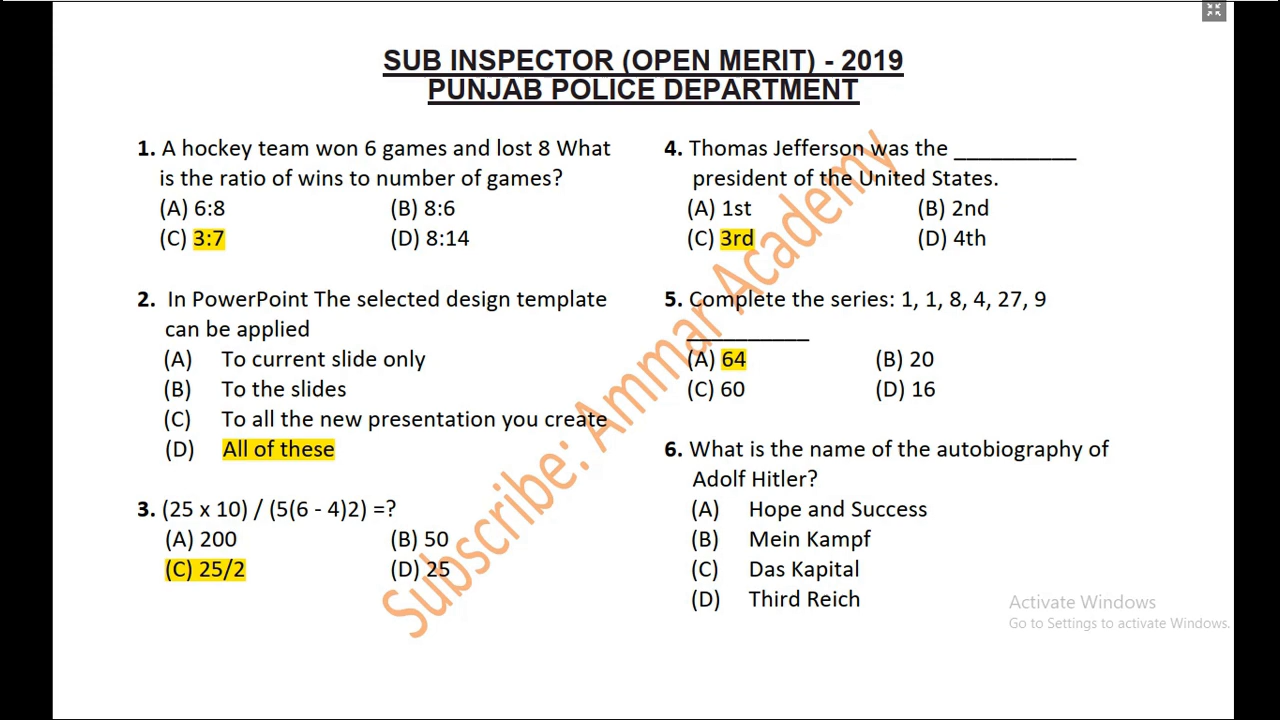 SUB INSPECTOR (OPEN MERIT) - 2019
PUNJAB POLICE DEPARTMENT
1. A hockey team won 6 games and lost 8 What
is the ratio of wins to number of games?
(A) 6:8 (B) 8:6
(C) 3:7 (D) 8:14
2. In PowerPoint The selected design template
can be applied
(A) To current slide only
(B) To the slides
(C) To all the new presentation you create
(D) All of these
3. (25 x 10) / (5(6 - 4)2) =?
(A) 200 (B) 50
(C) 25/2 (D) 25
4. Thomas Jefferson was the __________
president of the United States.
(A) 1st (B) 2nd
(C) 3rd (D) 4th
5. Complete the series: 1, 1, 8, 4, 27, 9
__________
(A) 64 (B) 20
(C) 60 (D) 16
6. What is the name of the autobiography of
Adolf Hitler?
(A) Hope and Success
(B) Mein Kampf
(C) Das Kapital
(D) Third Reich
Subscribe: Ammar Academy
Activate Windows
Go to Settings to activate Windows.